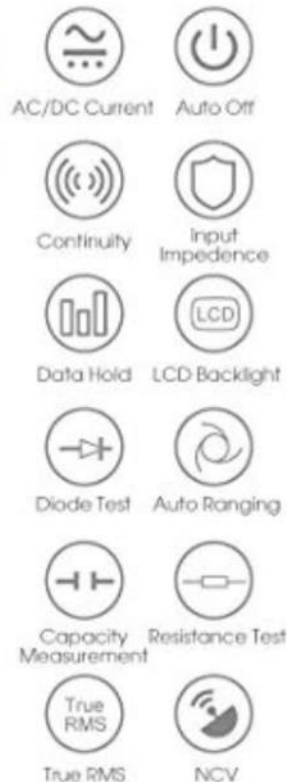 AC/DC Current
Auto Off
Continuity
Input
Impedence
Data Hold
LCD
LCD Backlight
Diode Test
Auto Ranging
Capacity
Measurement
Resistance Test
True
RMS
True RMS
NCV